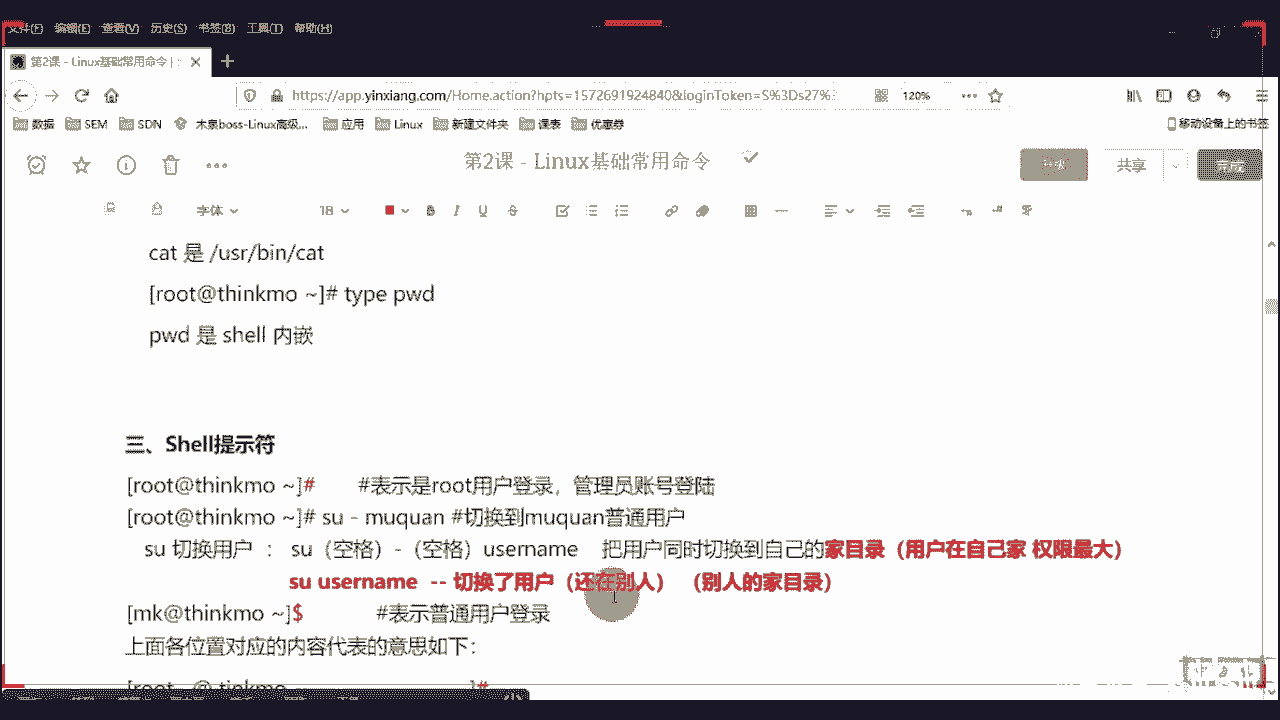 文件(F) 编辑(E) 查看(V) 历史(S) 书签(B) 工具(T) 帮助(H)
第2课 - Linux基础常用命令 |
https://app.yinxiang.com/Home.action?hpts=1572691924840&loginToken=S%3Ds27%
120%
数据 SEM SDN 木泉boss-Linux高级... 应用 Linux 新建文件夹 课表 优惠券
移动设备上的书签
第2课 - Linux基础常用命令
共享
字体 18 B I U S
cat 是 /usr/bin/cat
[root@thinkmo ~]# type pwd
pwd 是 shell 内嵌
三、Shell提示符
[root@thinkmo ~]# #表示是root用户登录，管理员账号登陆
[root@thinkmo ~]# su - muquan #切换到muquan普通用户
su 切换用户 ： su（空格）-（空格）username 把用户同时切换到自己的家目录（用户在自己家 权限最大）
su username -- 切换了用户（还在别人）（别人的家目录）
[mk@thinkmo ~]$ #表示普通用户登录
上面各位置对应的内容代表的意思如下：